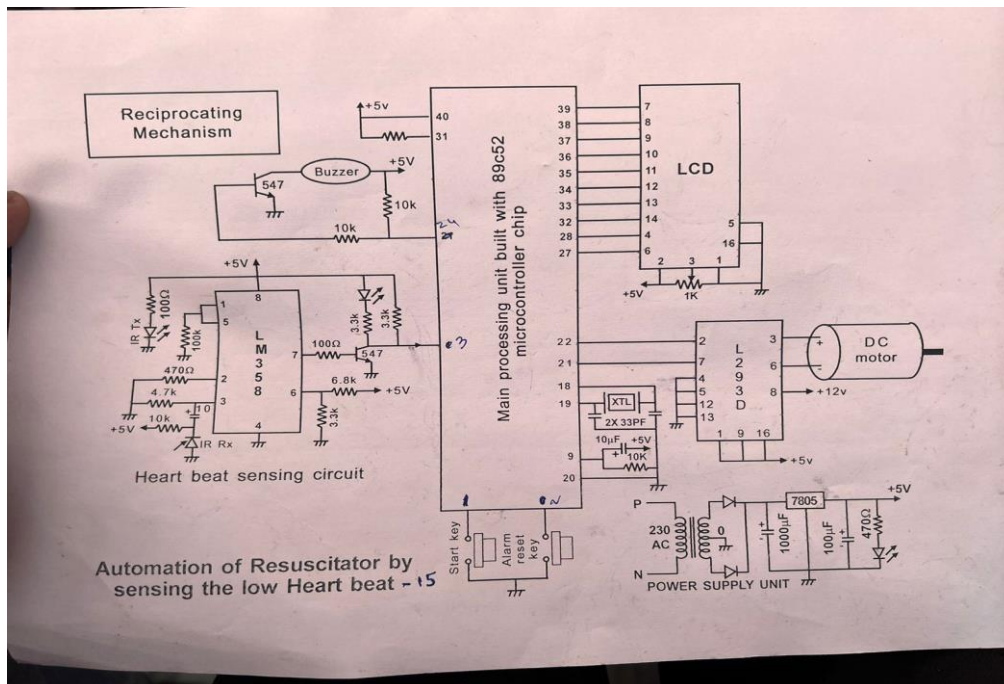 Reciprocating
Mechanism
+5v
40
31
547
Buzzer
+5V
10k
10k
24
Main processing unit built with 89c52
microcontroller chip
39
38
37
36
35
34
33
32
28
27
7
8
9
10
11
12
13
14
4
6
LCD
5
16
2
3
1
+5V
1K
+5V
IR Tx
100Ω
1
5
100k
8
LM358
7
100Ω
3.3k
3.3k
547
03
470Ω
2
4.7k
3
+
10
10k
+5V
IR Rx
4
6
6.8k
+5V
3.3k
Heart beat sensing circuit
22
21
18
19
XTL
2X 33PF
10μF
+5V
+
10K
9
20
2
7
4
5
12
13
L293D
3
6
8
+
-
DC
motor
+12v
1
9
16
+5v
1
2
Start key
Alarm
reset
key
P
230
AC
N
0
+
1000μF
7805
100μF
+
470Ω
+5V
POWER SUPPLY UNIT
Automation of Resuscitator by
sensing the low Heart beat - 15